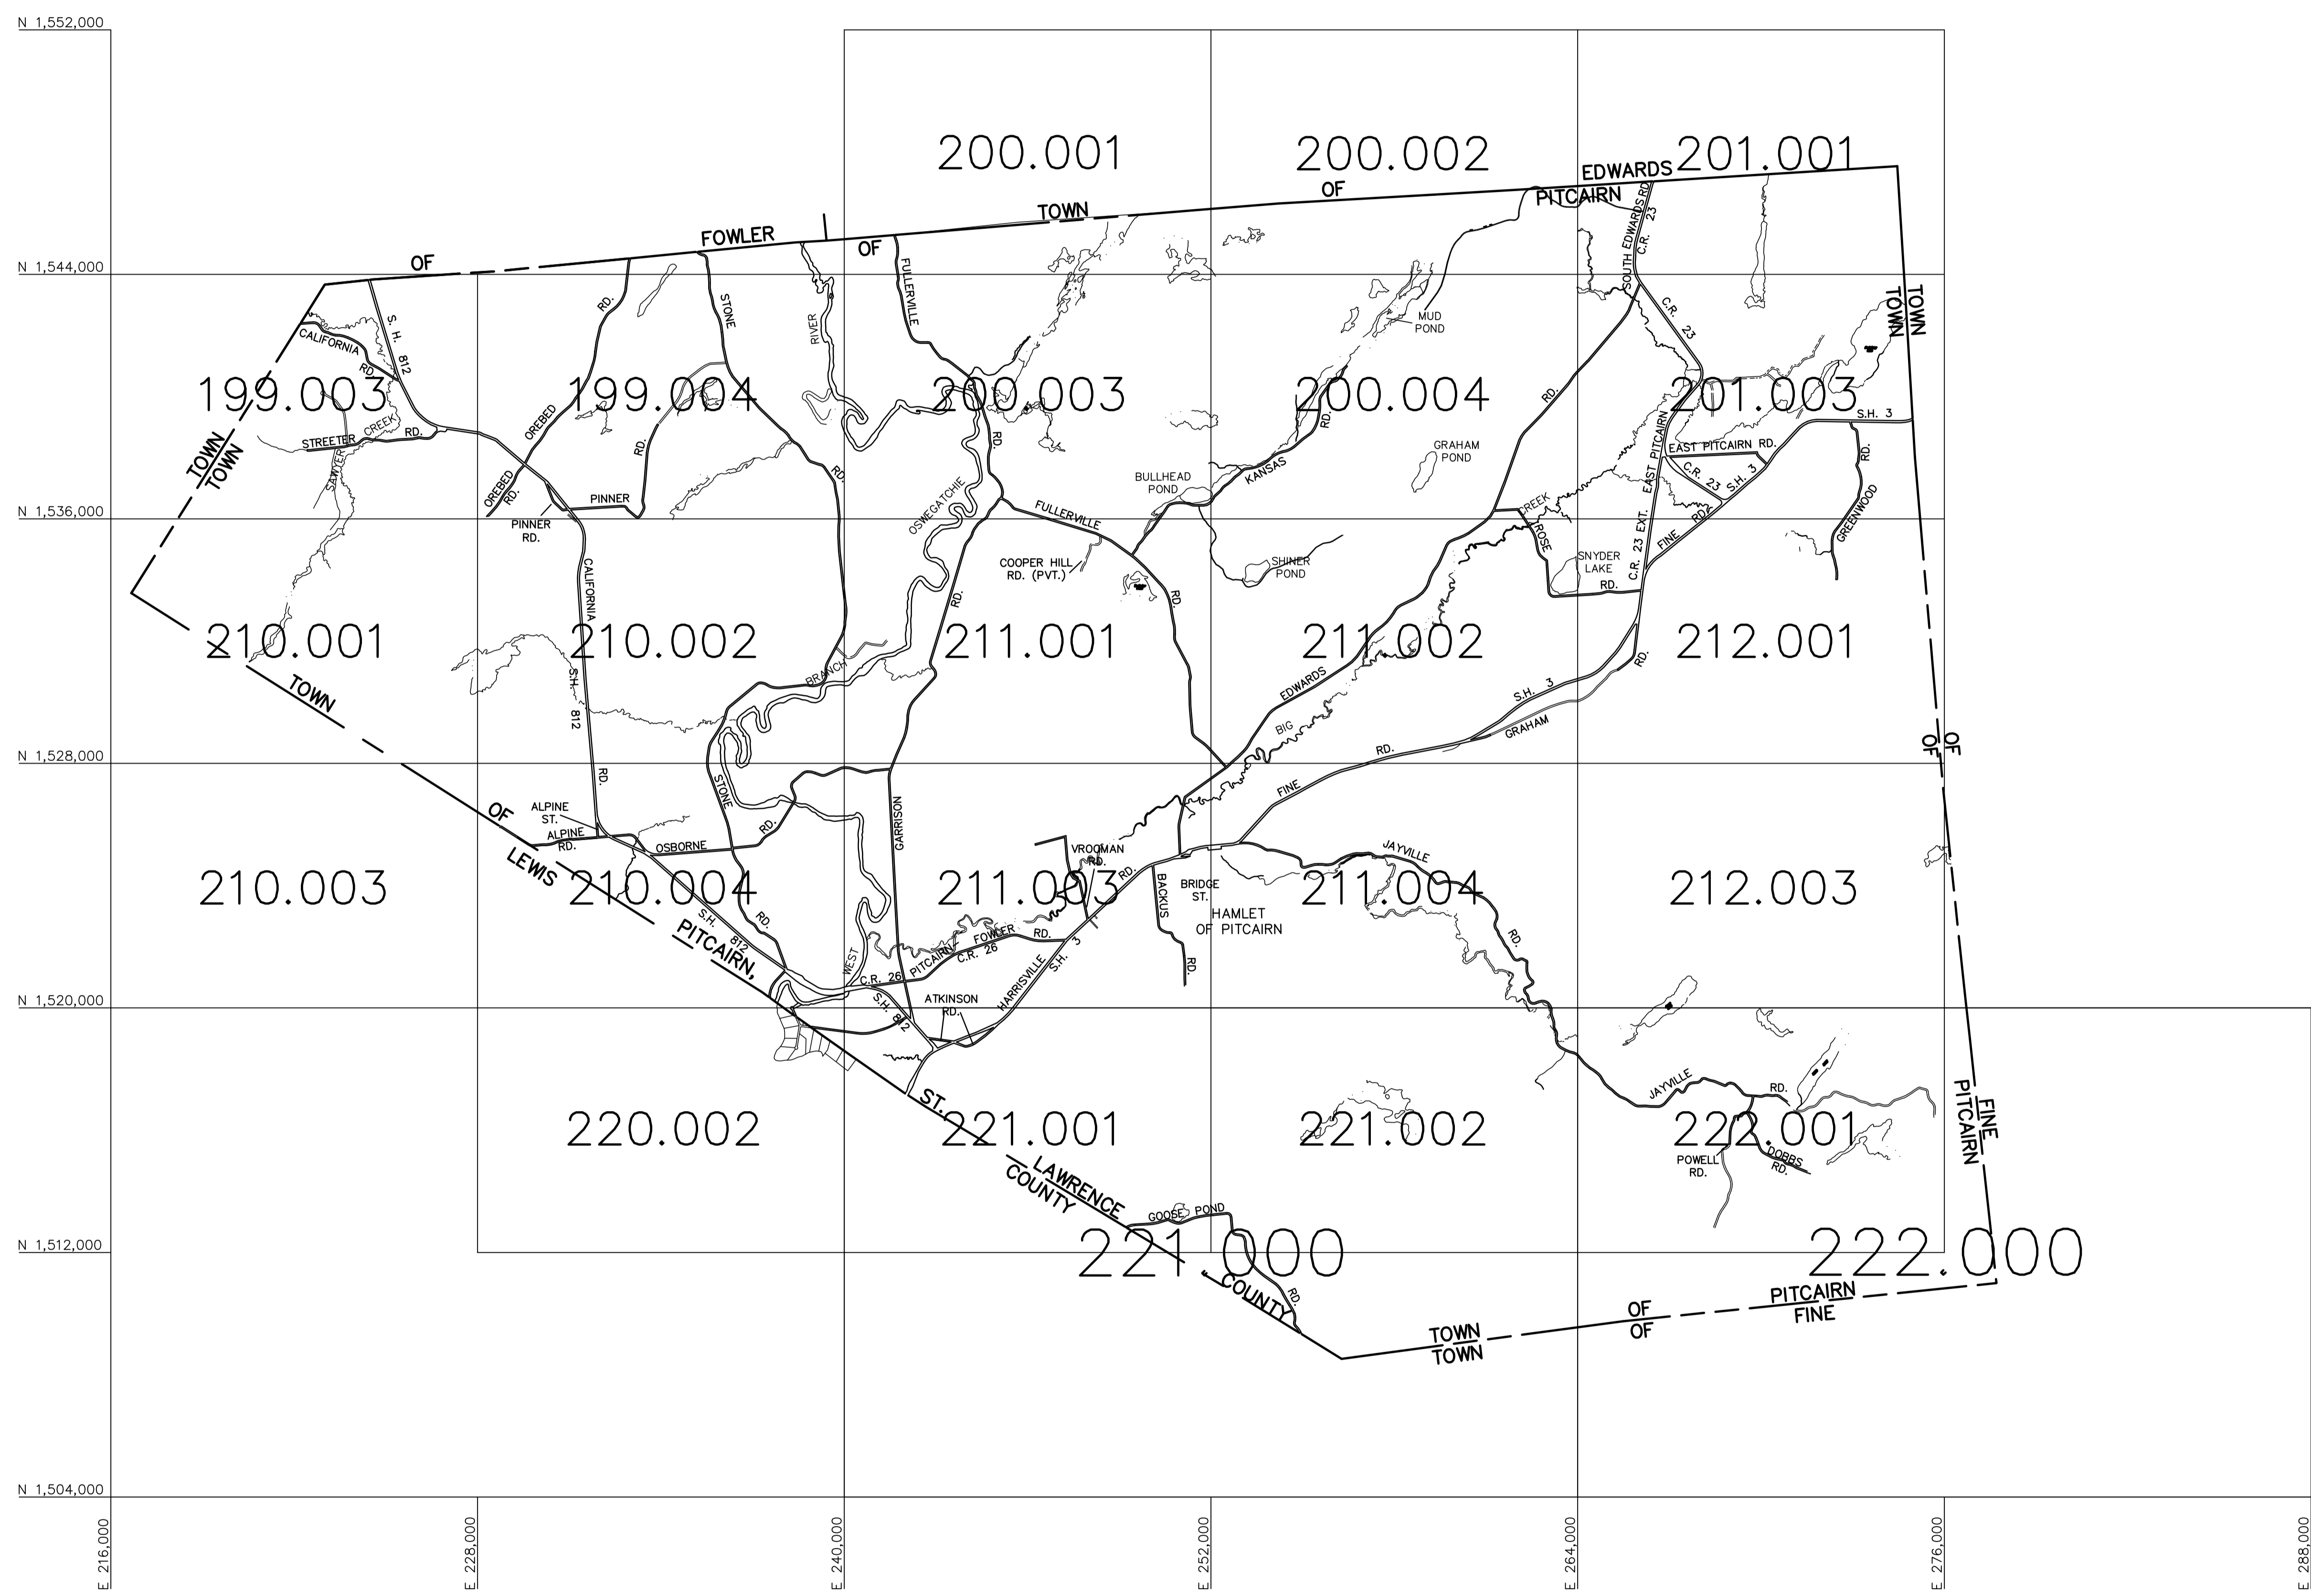 N 1,552,000
200.001
200.002
201.001
EDWARDS
PITCAIRN
OF
TOWN
FOWLER
OF
OF
N 1,544,000
SOUTH EDWARDS RD.
C.R. 23
C.R. 23
TOWN
TOWN
S. H. 812
CALIFORNIA
RD.
RD.
STONE
RIVER
FULLERVILLE
MUD
POND
199.003
199.004
200.003
200.004
201.003
S.H. 3
STREETER
CREEK
RD.
SAWYER
TOWN
TOWN
OREBED
OREBED
RD.
RD.
RD.
RD.
RD.
RD.
KANSAS
BULLHEAD
POND
GRAHAM
POND
EAST PITCAIRN
EAST PITCAIRN RD.
C.R. 23
S.H. 3
RD.
GREENWOOD
PINNER
PINNER
RD.
OSWEGATCHIE
FULLERVILLE
CREEK
ROSE
C.R. 23 EXT.
FINE
RD.
N 1,536,000
COOPER HILL
RD. (PVT.)
SHINER
POND
SNYDER
LAKE
RD.
CALIFORNIA
RD.
RD.
210.001
210.002
211.001
211.002
212.001
BRANCH
RD.
EDWARDS
BIG
S.H. 3
GRAHAM
RD.
FINE
TOWN
S.H. 812
RD.
OF
OF
N 1,528,000
STONE
OF
ALPINE
ST.
ALPINE
RD.
OSBORNE
RD.
GARRISON
VROOMAN
RD.
RD.
JAYVILLE
LEWIS
210.003
210.004
211.003
211.004
212.003
BACKUS
BRIDGE
ST.
HAMLET
OF PITCAIRN
RD.
RD.
PITCAIRN,
S.H. 812
RD.
WEST
C.R. 26
PITCAIRN
FOWLER
RD.
C.R. 26
HARRISVILLE
S.H. 3
S.H. 812
ATKINSON
RD.
N 1,520,000
JAYVILLE
RD.
FINE
PITCAIRN
ST.
220.002
221.001
221.002
222.001
POWELL
RD.
DOBBS
RD.
LAWRENCE
COUNTY
GOOSE POND
RD.
N 1,512,000
221.000
222.000
COUNTY
PITCAIRN
FINE
OF
OF
TOWN
TOWN
N 1,504,000
E 216,000
E 228,000
E 240,000
E 252,000
E 264,000
E 276,000
E 288,000